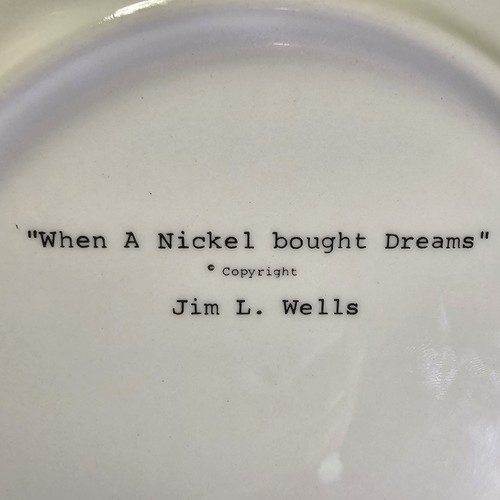 "When A Nickel bought Dreams"
© Copyright
Jim L. Wells